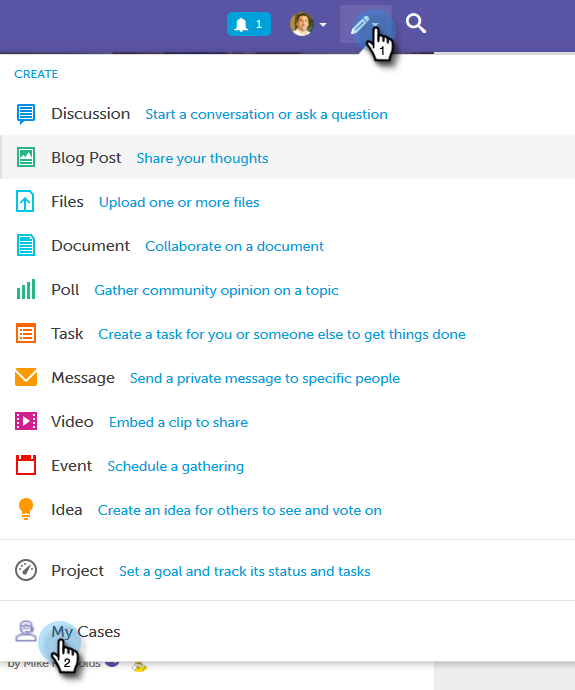 1
1
CREATE
Discussion Start a conversation or ask a question
Blog Post Share your thoughts
Files Upload one or more files
Document Collaborate on a document
Poll Gather community opinion on a topic
Task Create a task for you or someone else to get things done
Message Send a private message to specific people
Video Embed a clip to share
Event Schedule a gathering
Idea Create an idea for others to see and vote on
Project Set a goal and track its status and tasks
My Cases
2
by Mike